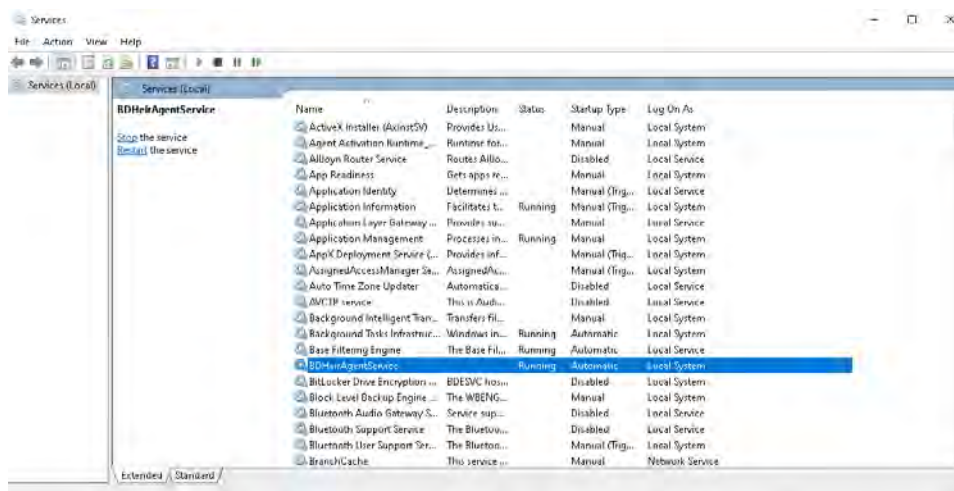 Services
File Action View Help
Services (Local)
Services (Local)
BDHeirAgentService
Stop the service
Restart the service
Name Description Status Startup Type Log On As
ActiveX Installer (AxInstSV) Provides Us... Manual Local System
Agent Activation Runtime_... Runtime for... Manual Local System
AllJoyn Router Service Routes AllJo... Disabled Local Service
App Readiness Gets apps re... Manual Local System
Application Identity Determines ... Manual (Trig... Local Service
Application Information Facilitates t... Running Manual (Trig... Local System
Application Layer Gateway ... Provides su... Manual Local Service
Application Management Processes in... Running Manual Local System
AppX Deployment Service (... Provides inf... Manual (Trig... Local System
AssignedAccessManager Se... AssignedAc... Manual (Trig... Local System
Auto Time Zone Updater Automatica... Disabled Local Service
AVCTP service This is Audi... Disabled Local Service
Background Intelligent Tran... Transfers fil... Manual Local System
Background Tasks Infrastruc... Windows in... Running Automatic Local System
Base Filtering Engine The Base Fil... Running Automatic Local Service
BDHeirAgentService Running Automatic Local System
BitLocker Drive Encryption ... BDESVC hos... Disabled Local System
Block Level Backup Engine ... The WBENG... Manual Local System
Bluetooth Audio Gateway S... Service sup... Disabled Local Service
Bluetooth Support Service The Bluetoo... Disabled Local Service
Bluetooth User Support Ser... The Bluetoo... Manual (Trig... Local System
BranchCache This service ... Manual Network Service
Extended Standard